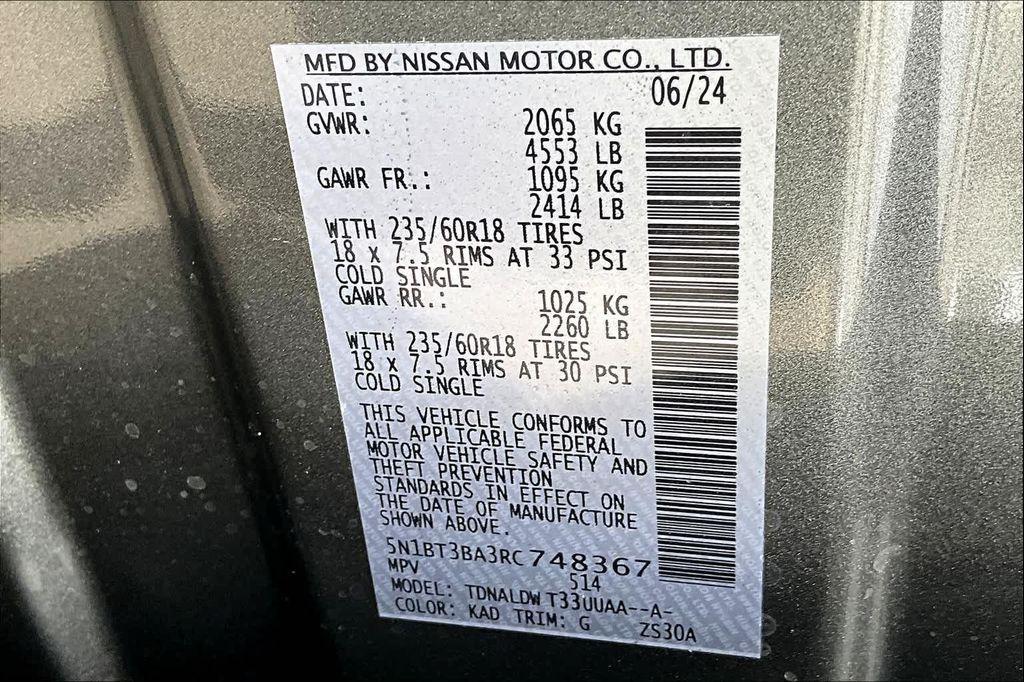 MFD BY NISSAN MOTOR CO., LTD.
DATE: 06/24
GVWR: 2065 KG
4553 LB
GAWR FR.: 1095 KG
2414 LB
WITH 235/60R18 TIRES
18 X 7.5 RIMS AT 33 PSI
COLD SINGLE
GAWR RR.: 1025 KG
2260 LB
WITH 235/60R18 TIRES
18 X 7.5 RIMS AT 30 PSI
COLD SINGLE
THIS VEHICLE CONFORMS TO
ALL APPLICABLE FEDERAL
MOTOR VEHICLE SAFETY AND
THEFT PREVENTION
STANDARDS IN EFFECT ON
THE DATE OF MANUFACTURE
SHOWN ABOVE.
5N1BT3BA3RC748367
MPV 514
MODEL: TDNALDW T33UUAA--A-
COLOR: KAD TRIM: G ZS30A